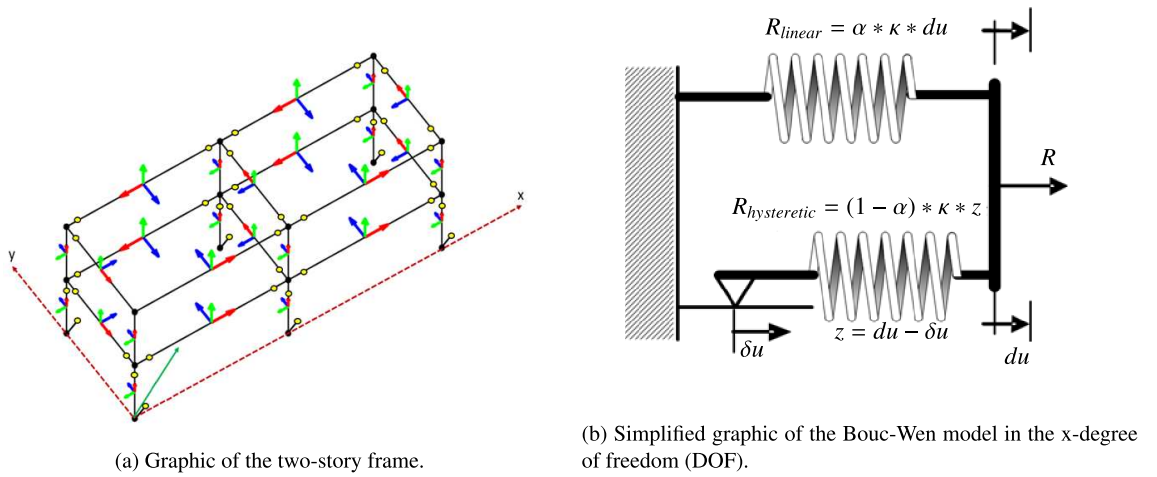 x
y
(a) Graphic of the two-story frame.
R_linear = α ∗ κ ∗ du
R
R_hysteretic = (1 − α) ∗ κ ∗ z
z = du − δu
δu
du
(b) Simplified graphic of the Bouc-Wen model in the x-degree
of freedom (DOF).